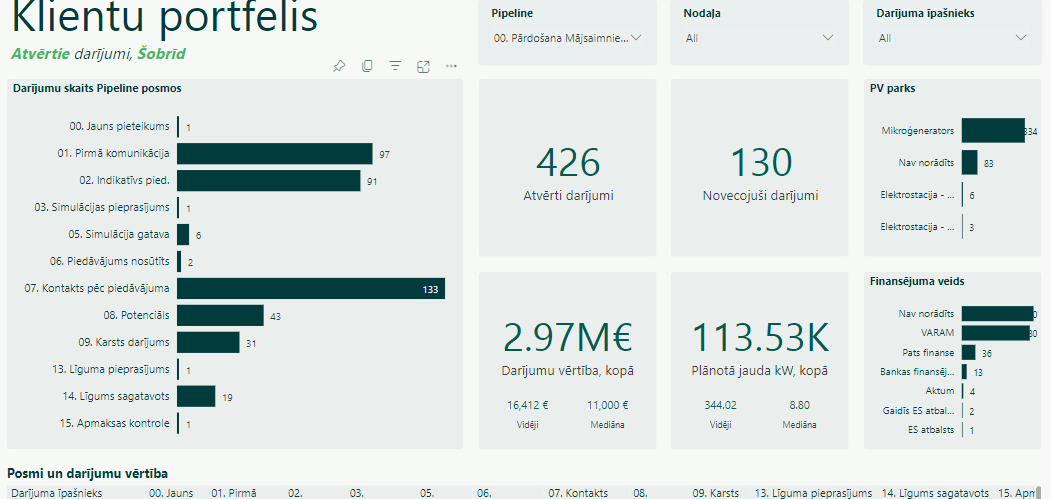 Klientu portfelis
Atvērtie darījumi, Šobrīd
Pipeline
00. Pārdošana Mājsaimnie...
Nodaļa
All
Darījuma īpašnieks
All
Darījumu skaits Pipeline posmos
00. Jauns pieteikums 1
01. Pirmā komunikācija 97
02. Indikatīvs pied. 91
03. Simulācijas pieprasījums 1
05. Simulācija gatava 6
06. Piedāvājums nosūtīts 2
07. Kontakts pēc piedāvājuma 133
08. Potenciāls 43
09. Karsts darījums 31
13. Līguma pieprasījums 1
14. Līgums sagatavots 19
15. Apmaksas kontrole 1
426
Atvērti darījumi
130
Novecojuši darījumi
2.97M€
Darījumu vērtība, kopā
16,412 € 11,000 €
Vidēji Mediāna
113.53K
Plānotā jauda kW, kopā
344.02 8.80
Vidēji Mediāna
PV parks
Mikroģenerators 334
Nav norādīts 83
Elektrostacija - ... 6
Elektrostacija - ... 3
Finansējuma veids
Nav norādīts
VARAM
Pats finanse 36
Bankas finansēj... 13
Aktum 4
Gaidīs ES atbal... 2
ES atbalsts 1
Posmi un darījumu vērtība
Darījuma īpašnieks 00. Jauns 01. Pirmā 02. 03. 05. 06. 07. Kontakts 08. 09. Karsts 13. Līguma pieprasījums 14. Līgums sagatavots 15. Apm